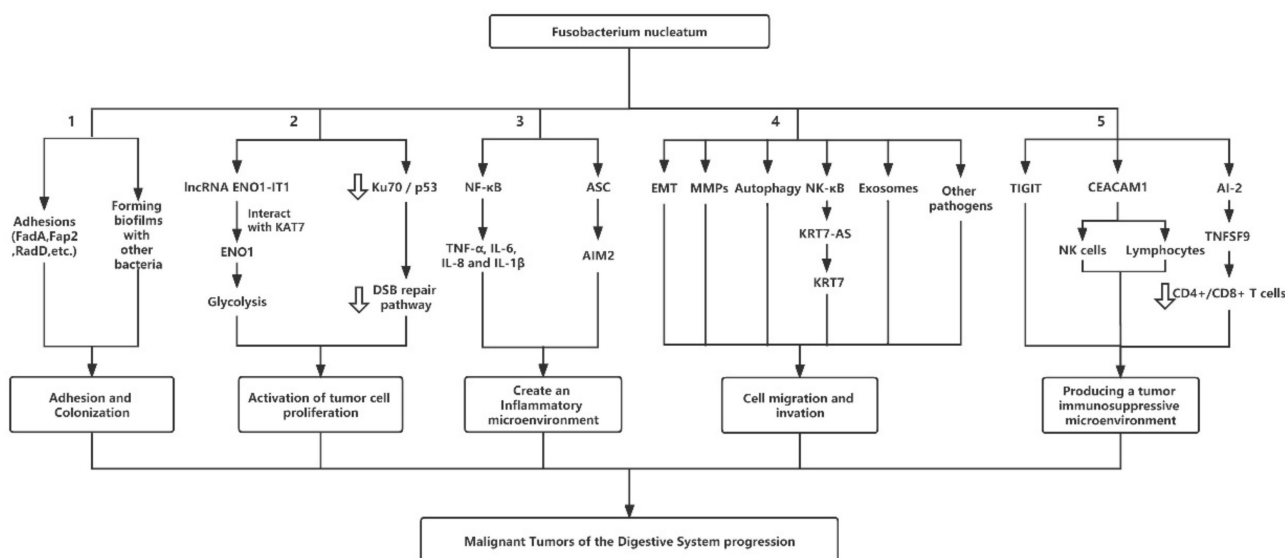 Fusobacterium nucleatum
1
2
3
4
5
Adhesions
(FadA,Fap2
,RadD,etc.)
Forming
biofilms
with
other
bacteria
lncRNA ENO1-IT1
Interact
with KAT7
ENO1
Glycolysis
Ku70 / p53
DSB repair
pathway
NF-κB
TNF-α, IL-6,
IL-8 and IL-1β
ASC
AIM2
EMT
MMPs
Autophagy
NK-κB
KRT7-AS
KRT7
Exosomes
Other
pathogens
TIGIT
CEACAM1
NK cells
Lymphocytes
AI-2
TNFSF9
CD4+/CD8+ T cells
Adhesion and
Colonization
Activation of tumor cell
proliferation
Create an
Inflammatory
microenvironment
Cell migration and
invation
Producing a tumor
immunosuppressive
microenvironment
Malignant Tumors of the Digestive System progression